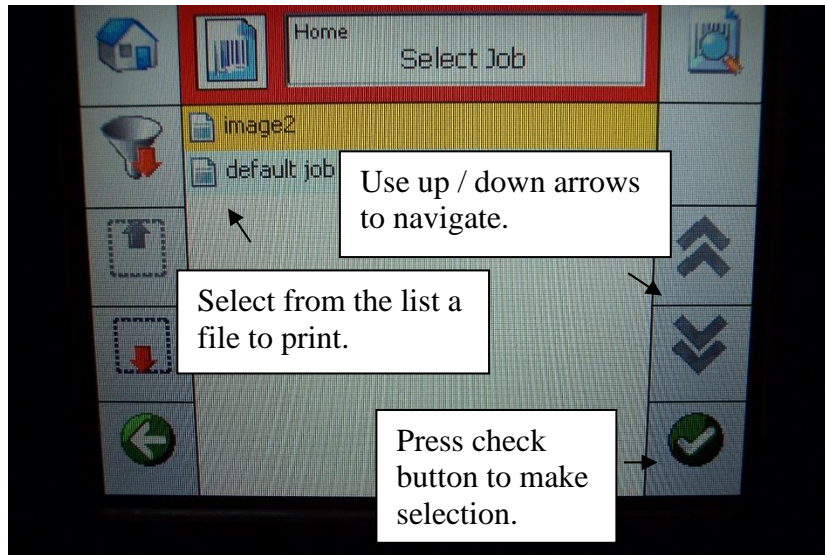 Home
Select Job
image2
default job
Use up / down arrows
to navigate.
Select from the list a
file to print.
Press check
button to make
selection.